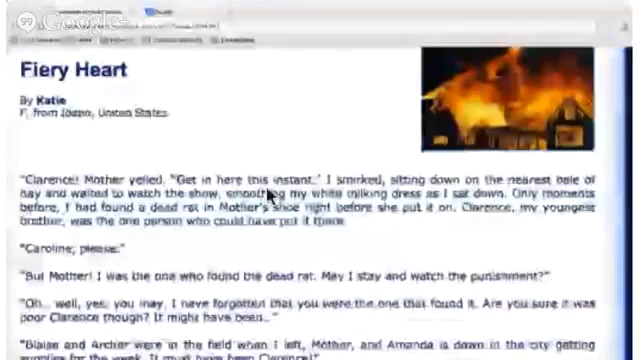 Google+
Fiery Heart
By Katie
F, from Idaho, United States
"Clarence! Mother yelled. "Get in here this instant." I smirked, sitting down on the nearest bale of
hay and waited to watch the show, smoothing my white milking dress as I sat down. Only moments
before, I had found a dead rat in Mother's shoe right before she put it on. Clarence, my youngest
brother, was the one person who could have put it there.
"Caroline, please."
"But Mother! I was the one who found the dead rat. May I stay and watch the punishment?"
"Oh.. well, yes, you may. I have forgotten that you were the one that found it. Are you sure it was
poor Clarence though? It might have been.."
"Blaise and Archer were in the field when I left, Mother, and Amanda is down in the city getting
supplies for the week. It must have been Clarence!"